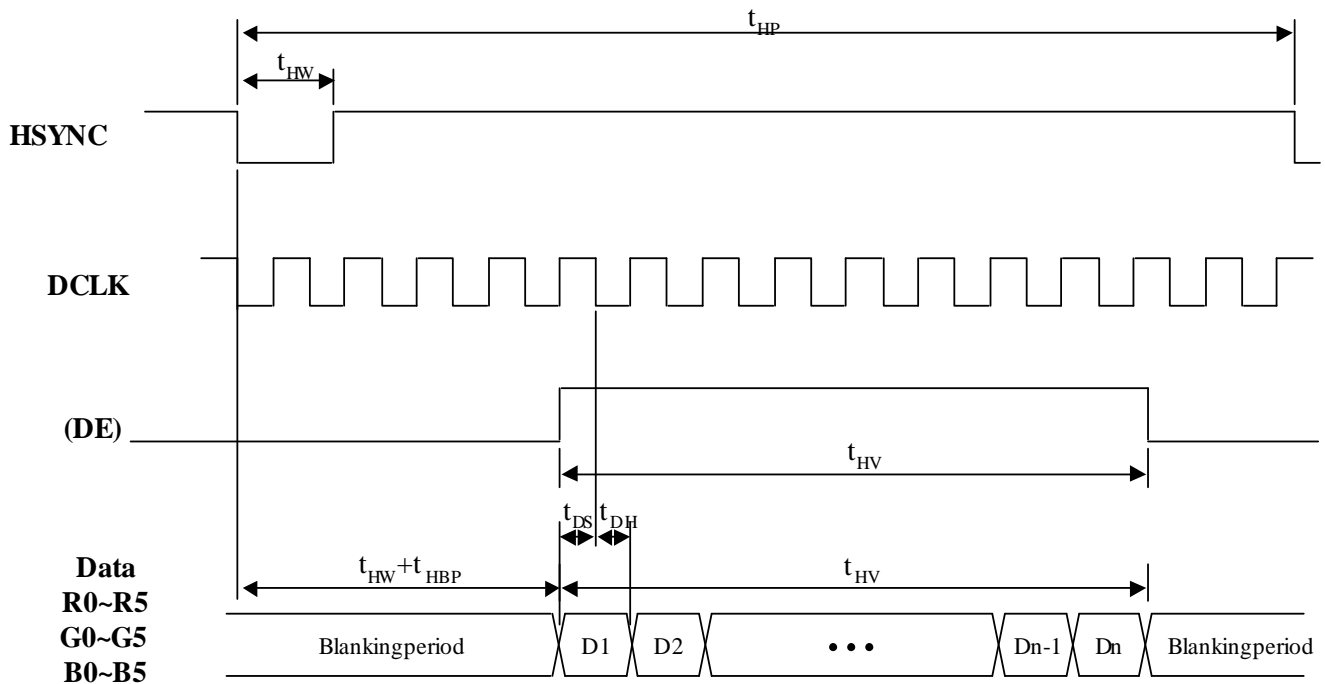 tHP
tHW
HSYNC
DCLK
(DE)
tHV
tDS tDH
tHW+tHBP tHV
Data
R0~R5
G0~G5
B0~B5
Blankingperiod D1 D2 ••• Dn-1 Dn Blankingperiod